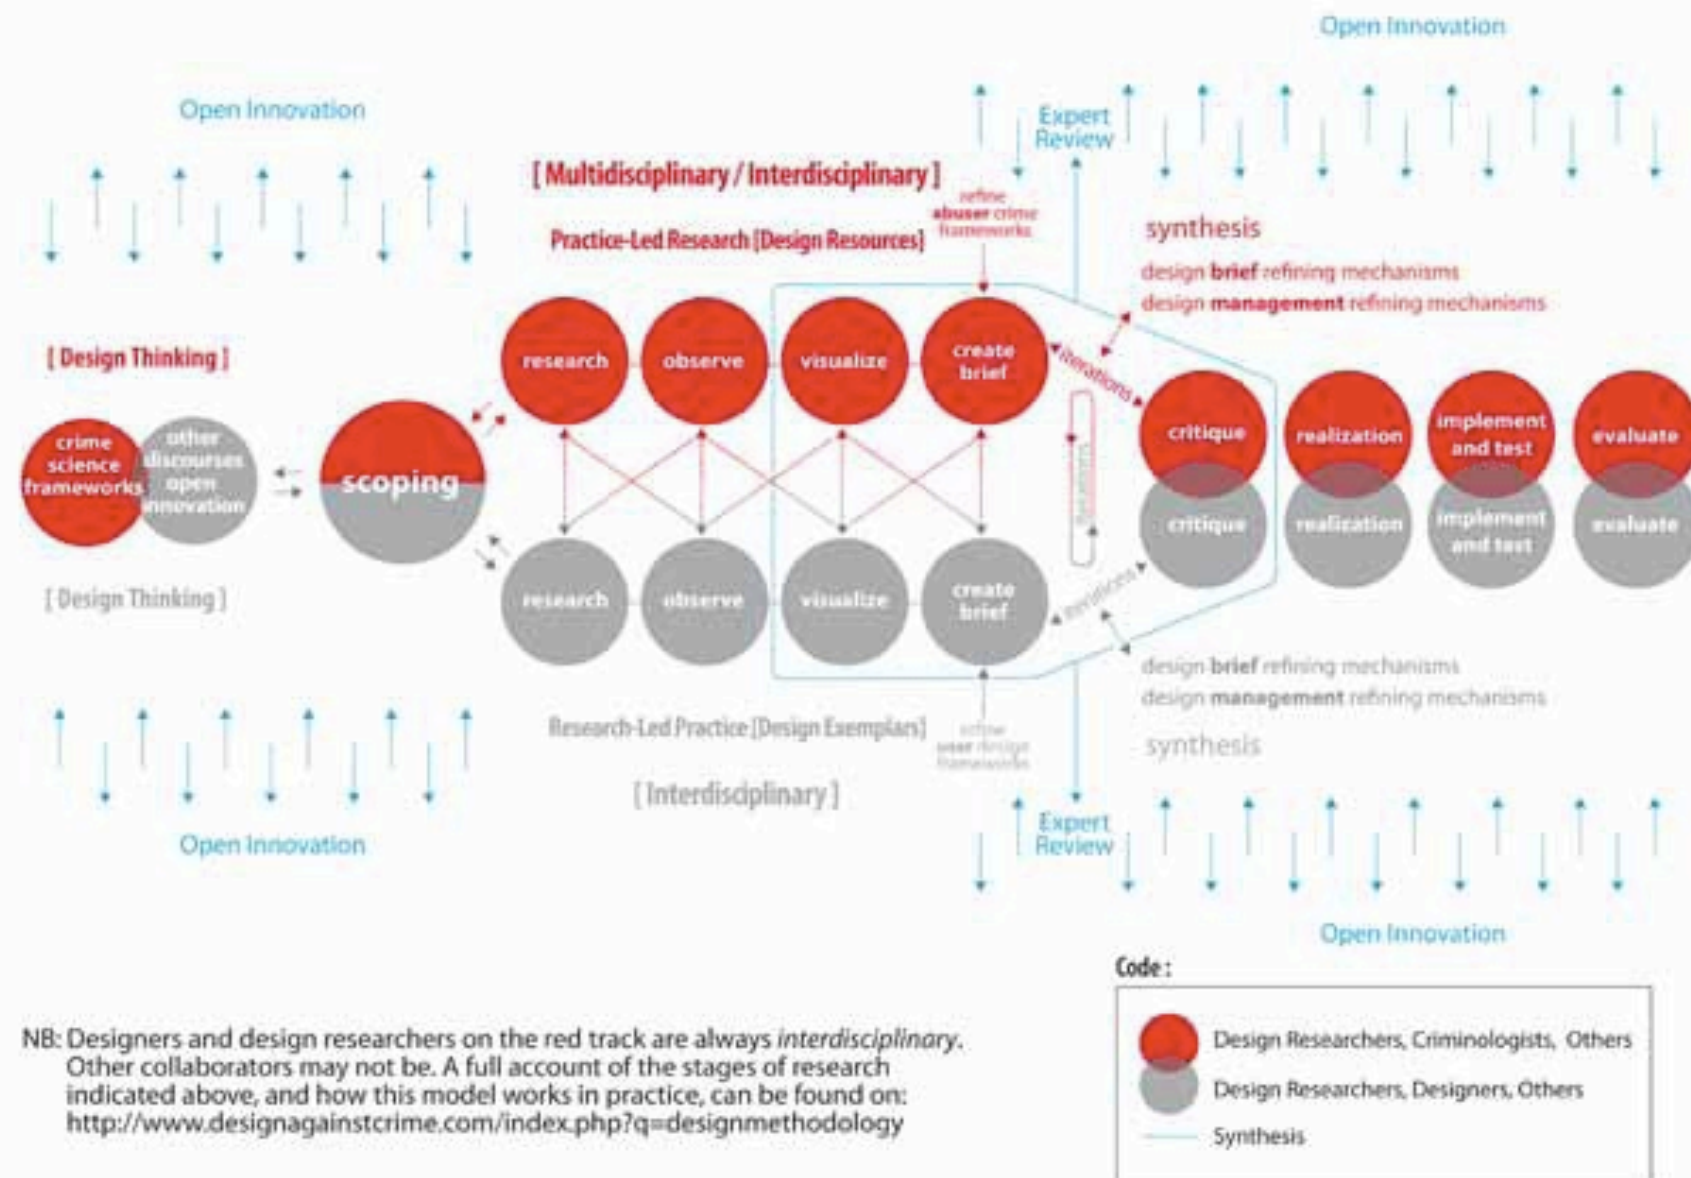 Open Innovation
Open Innovation
Expert
Review
[ Multidisciplinary / Interdisciplinary ]
refine
abuser crime
frameworks
Practice-Led Research [Design Resources]
synthesis
design brief refining mechanisms
design management refining mechanisms
[ Design Thinking ]
research
observe
visualize
create
brief
iterations
crime
science
frameworks
other
discourses
open
innovation
scoping
critique
realization
implement
and test
evaluate
iterations
critique
realization
implement
and test
evaluate
[ Design Thinking ]
research
observe
visualize
create
brief
iterations
design brief refining mechanisms
design management refining mechanisms
synthesis
Research-Led Practice [Design Exemplars]
refine
user design
frameworks
[ Interdisciplinary ]
Open Innovation
Expert
Review
Open Innovation
Code :
Design Researchers, Criminologists, Others
Design Researchers, Designers, Others
Synthesis
NB: Designers and design researchers on the red track are always interdisciplinary.
Other collaborators may not be. A full account of the stages of research
indicated above, and how this model works in practice, can be found on:
http://www.designagainstcrime.com/index.php?q=designmethodology